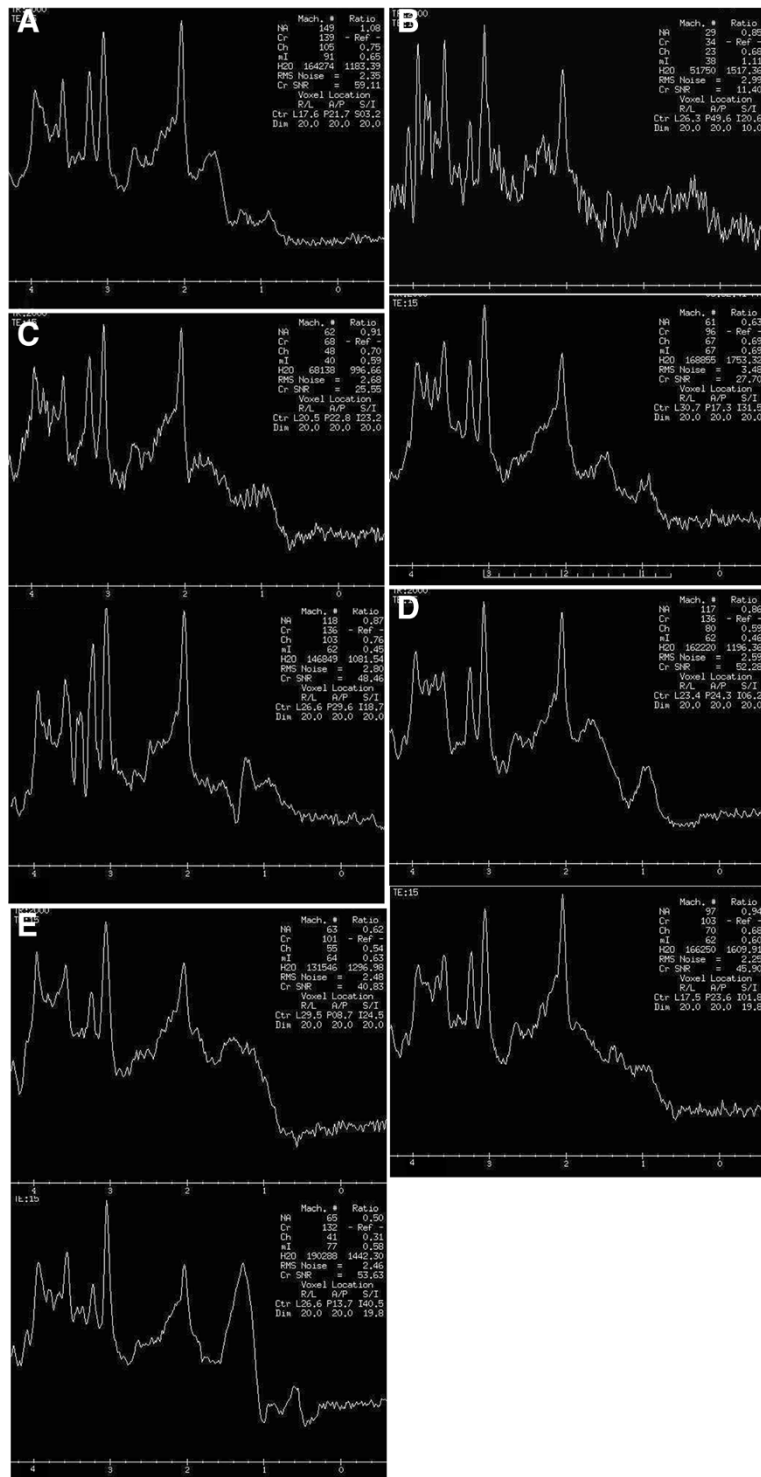 A
TE:15
Mach. # Ratio
NA 149 1.08
Cr 139 - Ref -
Ch 105 0.75
mI 91 0.65
H2O 164274 1183.39
RMS Noise = 2.35
Cr SNR = 59.11
Voxel Location
R/L A/P S/I
Ctr L17.6 P21.7 S03.2
Dim 20.0 20.0 20.0
4 3 2 1 0
B
Mach. # Ratio
NA 29 0.85
Cr 34 - Ref -
Ch 23 0.68
mI 38 1.11
H2O 51750 1517.36
RMS Noise = 2.99
Cr SNR = 11.40
Voxel Location
R/L A/P S/I
Ctr L26.3 P49.6 I20.6
Dim 20.0 20.0 10.0
4 3 2 1 0
TE:15
Mach. # Ratio
NA 61 0.63
Cr 96 - Ref -
Ch 67 0.69
mI 67 0.69
H2O 168855 1753.32
RMS Noise = 3.48
Cr SNR = 27.70
Voxel Location
R/L A/P S/I
Ctr L30.7 P17.3 I31.5
Dim 20.0 20.0 20.0
4 3 2 1 0
C
TE:15
Mach. # Ratio
NA 62 0.91
Cr 68 - Ref -
Ch 48 0.70
mI 40 0.59
H2O 68138 996.66
RMS Noise = 2.68
Cr SNR = 25.55
Voxel Location
R/L A/P S/I
Ctr L20.5 P22.8 I23.2
Dim 20.0 20.0 20.0
4 3 2 1 0
Mach. # Ratio
NA 118 0.87
Cr 136 - Ref -
Ch 103 0.76
mI 62 0.45
H2O 146849 1081.54
RMS Noise = 2.80
Cr SNR = 48.46
Voxel Location
R/L A/P S/I
Ctr L26.6 P29.6 I18.7
Dim 20.0 20.0 20.0
4 3 2 1 0
D
TR:2000
Mach. # Ratio
NA 117 0.86
Cr 136 - Ref -
Ch 80 0.59
mI 62 0.46
H2O 162220 1196.36
RMS Noise = 2.59
Cr SNR = 52.28
Voxel Location
R/L A/P S/I
Ctr L23.4 P24.3 I06.2
Dim 20.0 20.0 20.0
4 3 2 1 0
TE:15
Mach. # Ratio
NA 97 0.94
Cr 103 - Ref -
Ch 70 0.68
mI 62 0.60
H2O 166250 1609.91
RMS Noise = 2.25
Cr SNR = 45.90
Voxel Location
R/L A/P S/I
Ctr L17.5 P23.6 I01.8
Dim 20.0 20.0 19.8
4 3 2 1 0
E
TE:15
Mach. # Ratio
NA 63 0.62
Cr 101 - Ref -
Ch 55 0.54
mI 64 0.63
H2O 131546 1296.98
RMS Noise = 2.48
Cr SNR = 40.83
Voxel Location
R/L A/P S/I
Ctr L29.5 P08.7 I24.5
Dim 20.0 20.0 20.0
4 3 2 1 0
TE:15
Mach. # Ratio
NA 65 0.50
Cr 132 - Ref -
Ch 41 0.31
mI 77 0.58
H2O 190288 1442.30
RMS Noise = 2.46
Cr SNR = 53.63
Voxel Location
R/L A/P S/I
Ctr L26.6 P13.7 I40.5
Dim 20.0 20.0 19.8
4 3 2 1 0